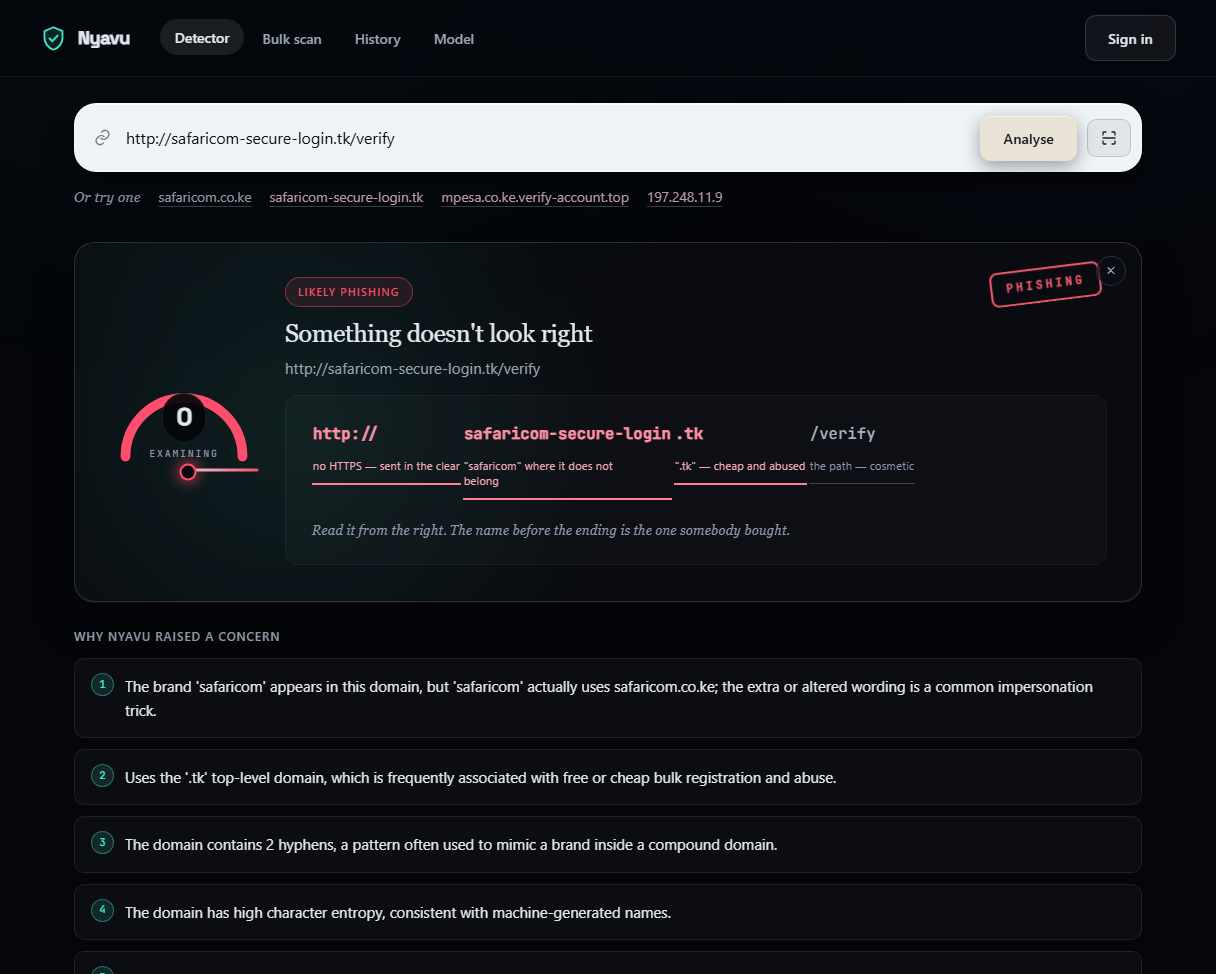 Nyavu
Detector
Bulk scan
History
Model
Sign in
http://safaricom-secure-login.tk/verify
Analyse
Or try one
safaricom.co.ke
safaricom-secure-login.tk
mpesa.co.ke.verify-account.top
197.248.11.9
LIKELY PHISHING
PHISHING
Something doesn't look right
http://safaricom-secure-login.tk/verify
0
EXAMINING
http://
safaricom-secure-login
.tk
/verify
no HTTPS — sent in the clear
"safaricom" where it does not
belong
".tk" — cheap and abused
the path — cosmetic
Read it from the right. The name before the ending is the one somebody bought.
WHY NYAVU RAISED A CONCERN
1
The brand 'safaricom' appears in this domain, but 'safaricom' actually uses safaricom.co.ke; the extra or altered wording is a common impersonation
trick.
2
Uses the '.tk' top-level domain, which is frequently associated with free or cheap bulk registration and abuse.
3
The domain contains 2 hyphens, a pattern often used to mimic a brand inside a compound domain.
4
The domain has high character entropy, consistent with machine-generated names.